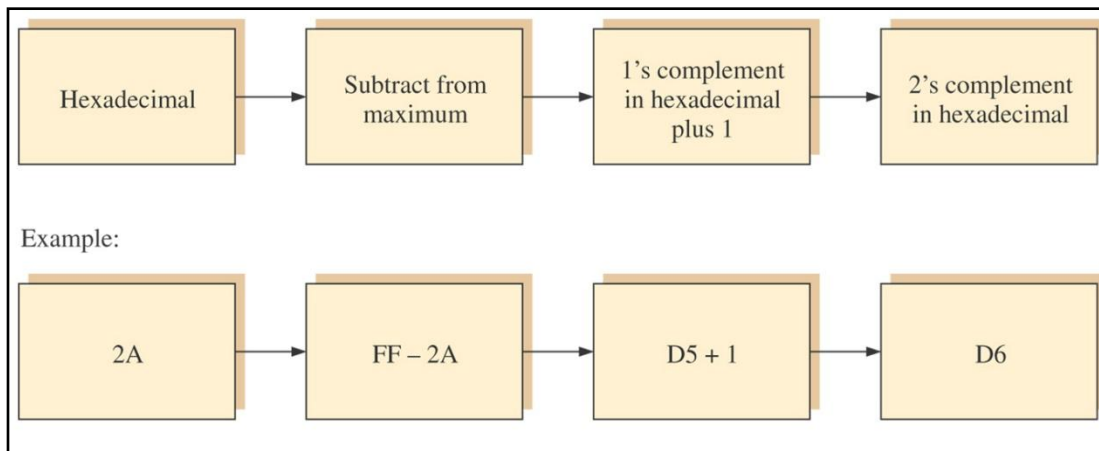 Hexadecimal
Subtract from
maximum
1’s complement
in hexadecimal
plus 1
2’s complement
in hexadecimal
Example:
2A
FF – 2A
D5 + 1
D6